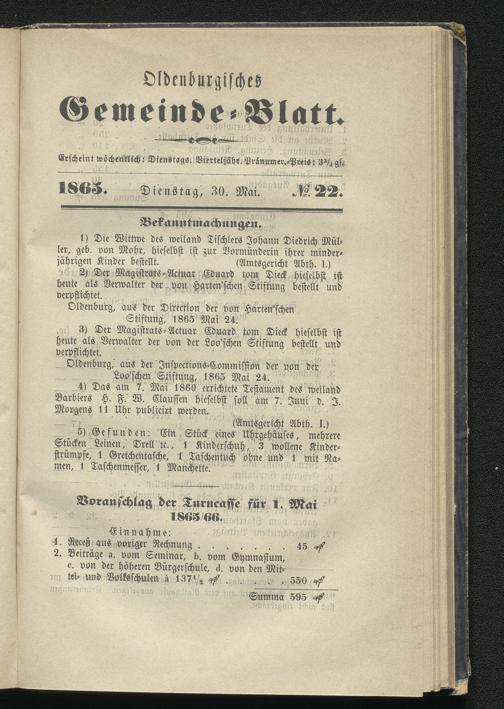 Oldenburgisches
Gemeinde-Blatt.
Erscheint wöchentlich: Dienstags. Vierteljähr. Pränumer.-Preis: 3¾ gs.
1865. Dienstag, 30. Mai. №. 22.
Bekanntmachungen.
1) Die Wittwe des weiland Tischlers Johann Diedrich Mül-
ler, geb. von Mohr, hieselbst ist zur Vormünderin ihrer minder-
jährigen Kinder bestellt. (Amtsgericht Abth. I.)
2) Der Magistrats-Actuar Eduard tom Dieck hieselbst ist
heute als Verwalter der von Harten'schen Stiftung bestellt und
verpflichtet.
Oldenburg, aus der Direction der von Harten'schen
Stiftung, 1865 Mai 24.
3) Der Magistrats-Actuar Eduard tom Dieck hieselbst ist
heute als Verwalter der von der Loo'schen Stiftung bestellt und
verpflichtet.
Oldenburg, aus der Inspections-Commission der von der
Loo'schen Stiftung, 1865 Mai 24.
4) Das am 7. Mai 1860 errichtete Testament des weiland
Barbiers H. F. W. Claussen hieselbst soll am 7. Juni d. J.
Morgens 11 Uhr publicirt werden.
(Amtsgericht Abth. I.)
5) Gefunden: Ein Stück eines Uhrgehäuses, mehrere
Stücken Leinen, Drell ꝛc., 1 Kinderschuh, 3 wollene Kinder-
strümpfe, 1 Gretchentasche, 1 Taschentuch ohne und 1 mit Na-
men, 1 Taschenmesser, 1 Manchette.
Voranschlag der Turncasse für 1. Mai
1865/66.
Einnahme:
1. Receß aus voriger Rechnung . . . . . . . 45 ₰
2. Beiträge a. vom Seminar, b. vom Gymnasium,
c. von der höheren Bürgerschule, d. von den Mit-
tel- und Volksschulen à 137½ ₰ . . . . . 550 ₰
Summa 595 ₰